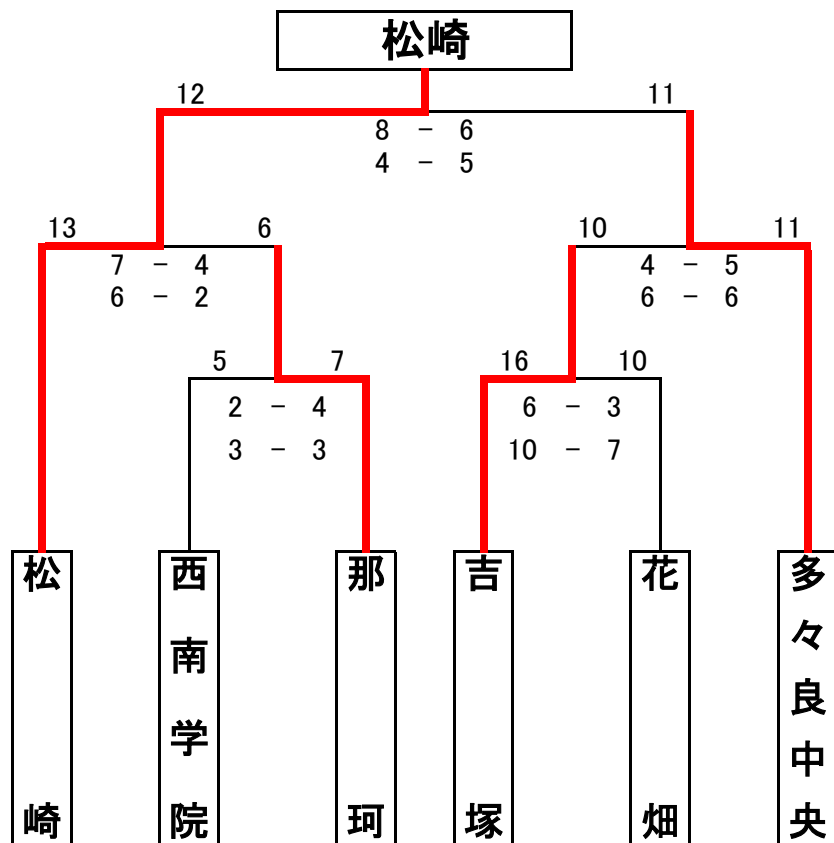 松崎
12 11
8 － 6
4 － 5
13 6 10 11
7 － 4 4 － 5
6 － 2 6 － 6
5 7 16 10
2 － 4 6 － 3
3 － 3 10 － 7
松崎
西南学院
那珂
吉塚
花畑
多々良中央